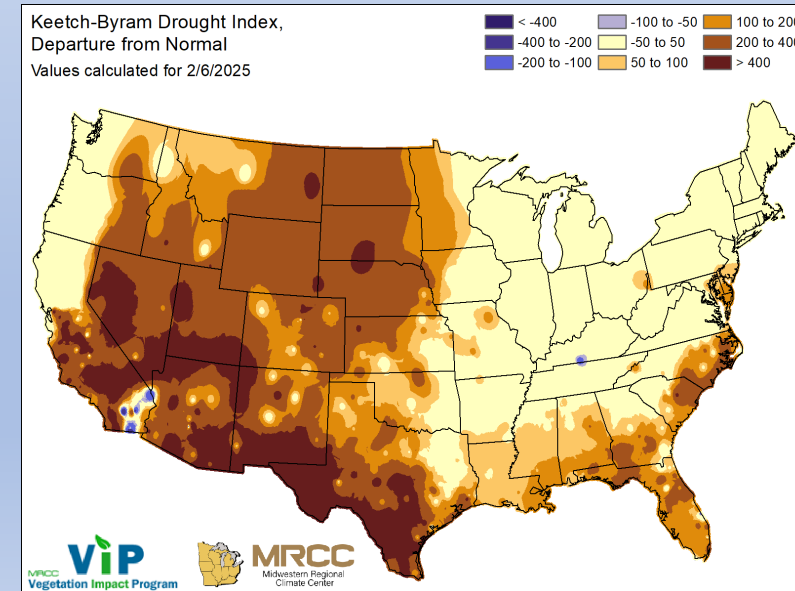 Keetch-Byram Drought Index,
Departure from Normal
Values calculated for 2/6/2025
< -400
-400 to -200
-200 to -100
-100 to -50
-50 to 50
50 to 100
100 to 200
200 to 400
> 400
MRCC
ViP
Vegetation Impact Program
MRCC
Midwestern Regional
Climate Center